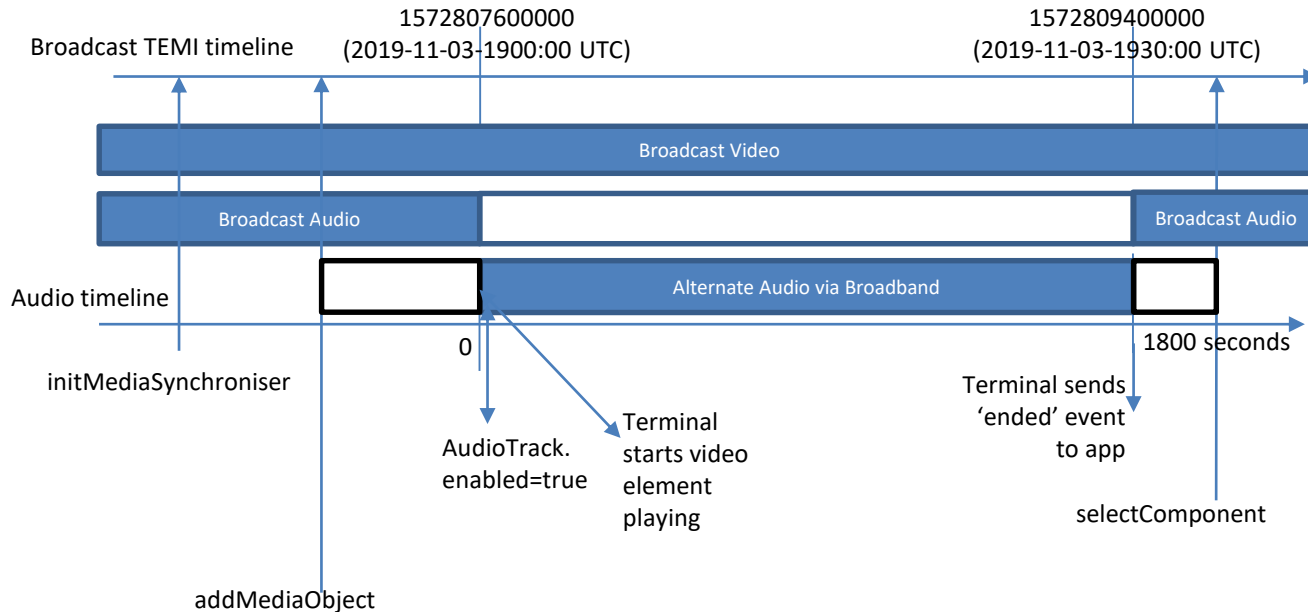 1572807600000
1572809400000
Broadcast TEMI timeline
(2019-11-03-1900:00 UTC)
(2019-11-03-1930:00 UTC)
Broadcast Video
Broadcast Audio
Broadcast Audio
Alternate Audio via Broadband
Audio timeline
0
1800 seconds
initMediaSynchroniser
AudioTrack.
enabled=true
Terminal
starts video
element
playing
Terminal sends
‘ended’ event
to app
selectComponent
addMediaObject